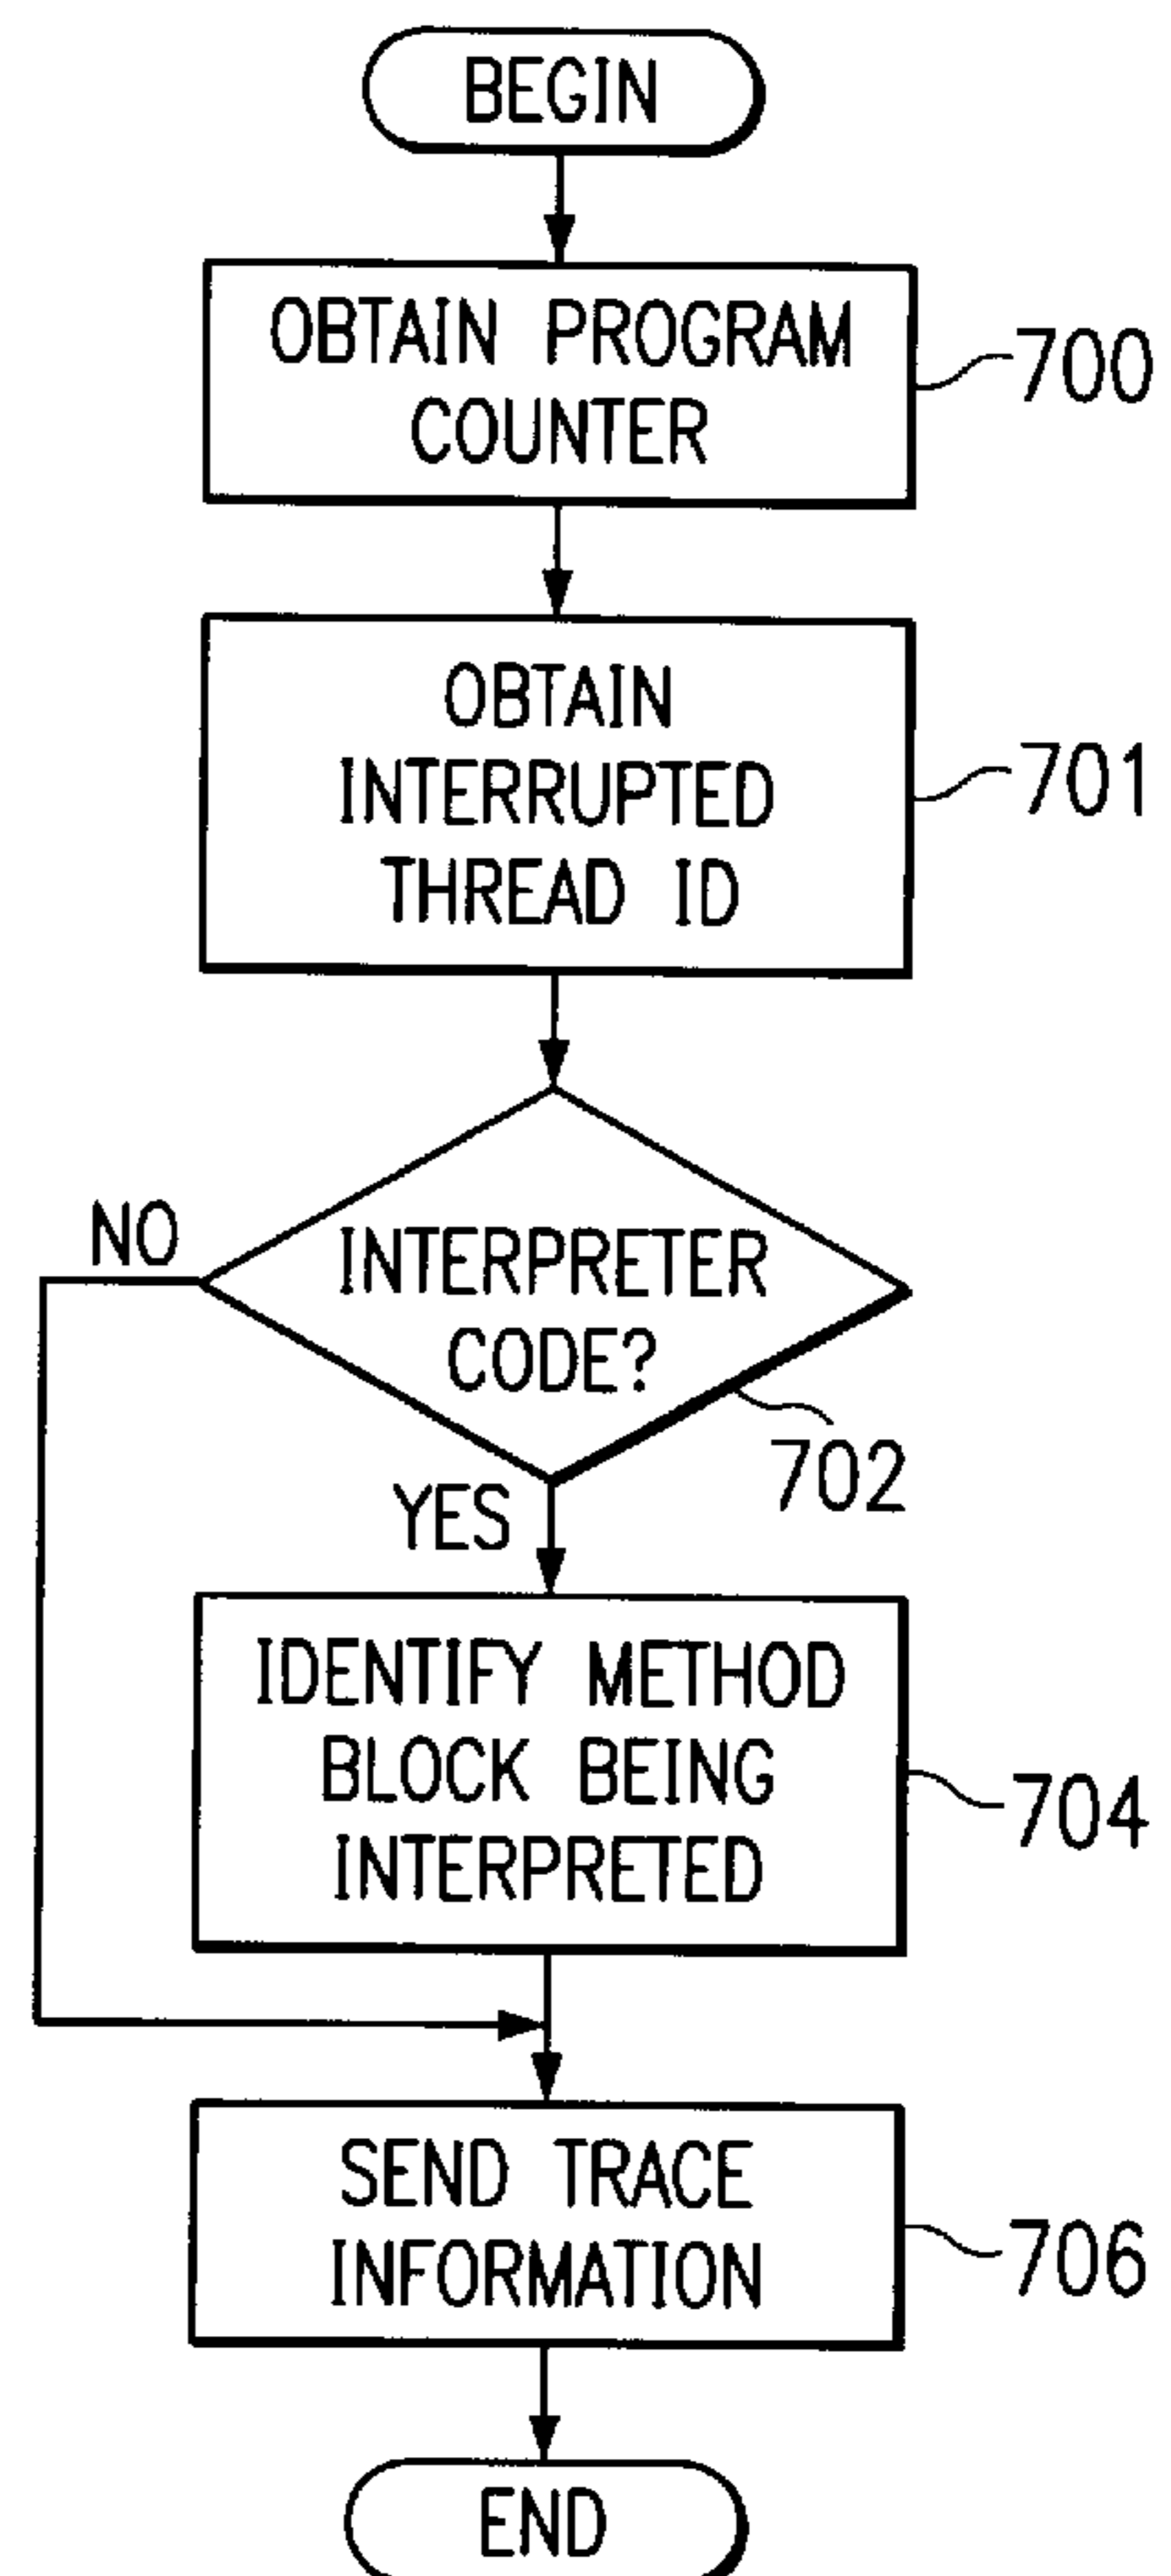 BEGIN
OBTAIN PROGRAM
COUNTER
700
OBTAIN
INTERRUPTED
THREAD ID
701
NO
INTERPRETER
CODE?
702
YES
IDENTIFY METHOD
BLOCK BEING
INTERPRETED
704
SEND TRACE
INFORMATION
706
END